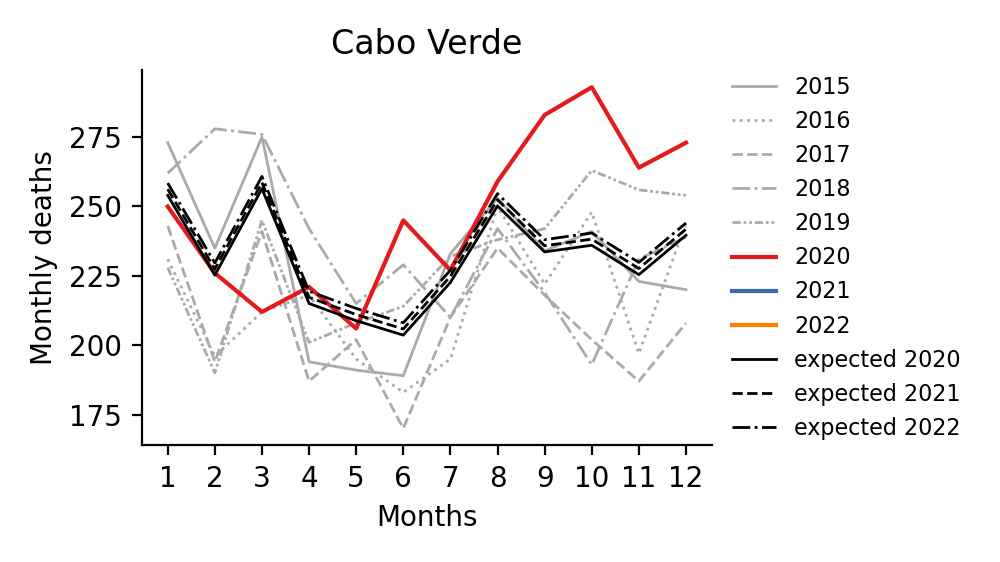 Cabo Verde
Monthly deaths
275
250
225
200
175
1 2 3 4 5 6 7 8 9 10 11 12
Months
2015
2016
2017
2018
2019
2020
2021
2022
expected 2020
expected 2021
expected 2022